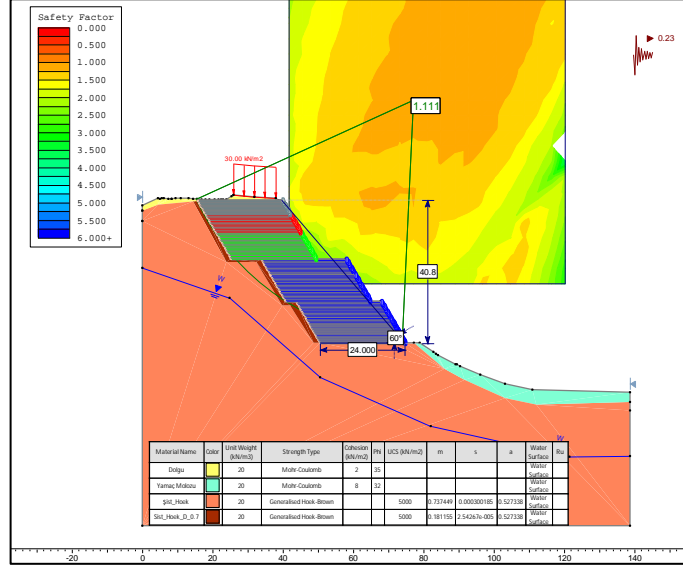 Safety Factor
0.000
0.500
1.000
1.500
2.000
2.500
3.000
3.500
4.000
4.500
5.000
5.500
6.000+
0.23
1.111
30.00 kN/m2
40.8
60°
24.000
W
W
Material Name Color Unit Weight (kN/m3) Strength Type Cohesion (kN/m2) Phi UCS (kN/m2) m s a Water Surface Ru
Dolgu 20 Mohr-Coulomb 2 35 Water Surface
Yamaç Molozu 20 Mohr-Coulomb 8 32 Water Surface
Şist_Hoek 20 Generalised Hoek-Brown 5000 0.737449 0.000300185 0.527338 Water Surface
Sist_Hoek_D_0.7 20 Generalised Hoek-Brown 5000 0.181155 2.54267e-005 0.527338 Water Surface
-20 0 20 40 60 80 100 120 140